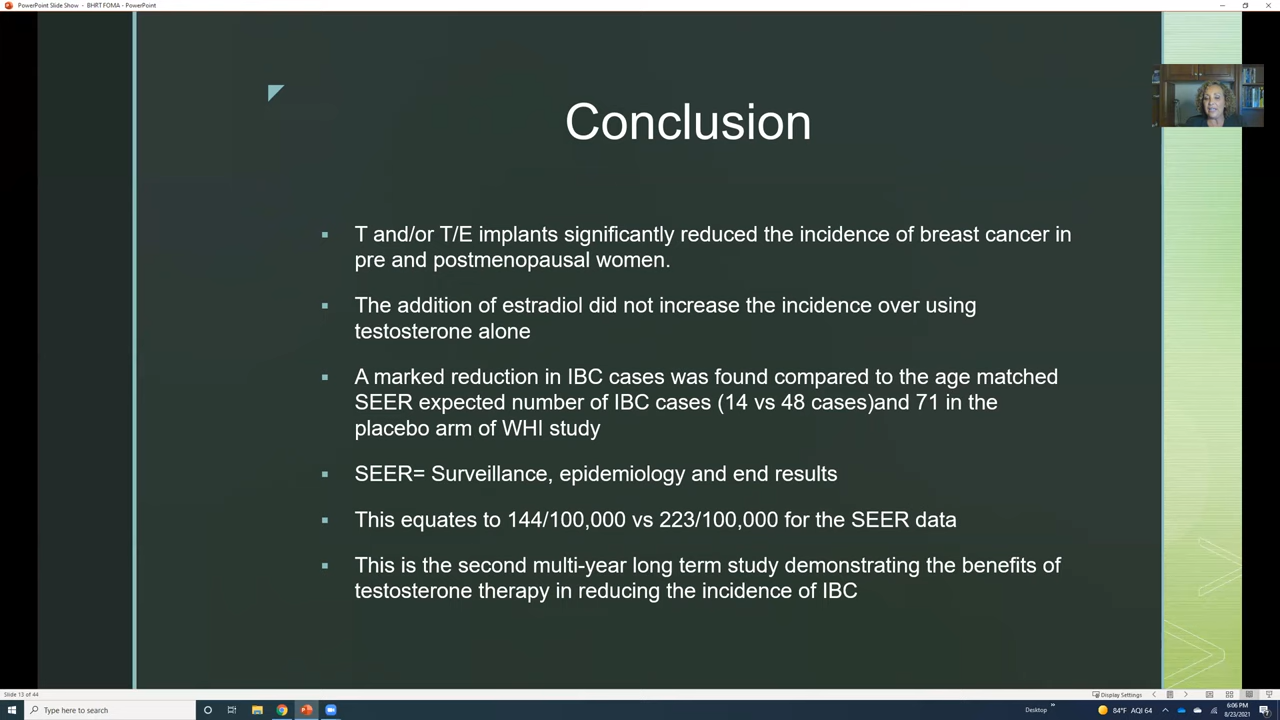 PowerPoint Slide Show - BHRT FOMA - PowerPoint
Conclusion
T and/or T/E implants significantly reduced the incidence of breast cancer in
pre and postmenopausal women.
The addition of estradiol did not increase the incidence over using
testosterone alone
A marked reduction in IBC cases was found compared to the age matched
SEER expected number of IBC cases (14 vs 48 cases)and 71 in the
placebo arm of WHI study
SEER= Surveillance, epidemiology and end results
This equates to 144/100,000 vs 223/100,000 for the SEER data
This is the second multi-year long term study demonstrating the benefits of
testosterone therapy in reducing the incidence of IBC
Slide 13 of 44
Display Settings
Type here to search
Desktop
84°F AQI 64
6:06 PM
8/23/2021